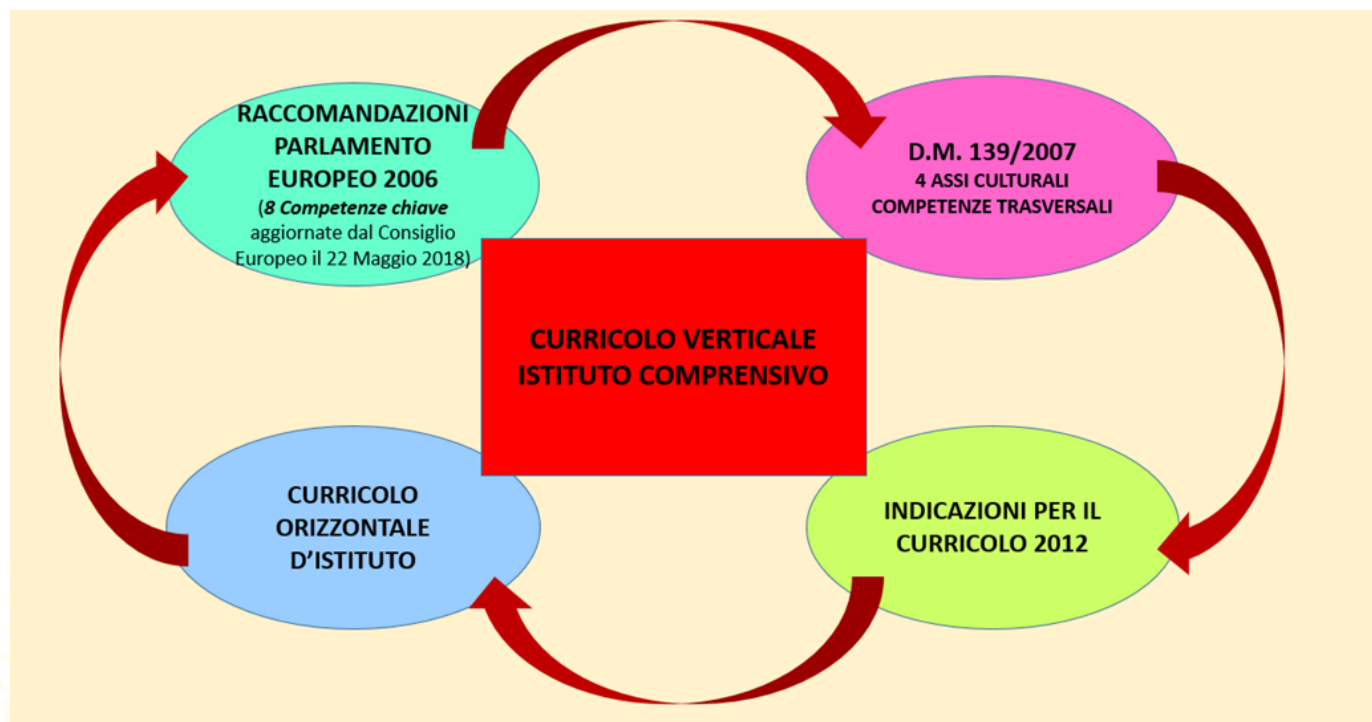 RACCOMANDAZIONI
PARLAMENTO
EUROPEO 2006
(8 Competenze chiave
aggiornate dal Consiglio
Europeo il 22 Maggio 2018)
D.M. 139/2007
4 ASSI CULTURALI
COMPETENZE TRASVERSALI
CURRICOLO VERTICALE
ISTITUTO COMPRENSIVO
CURRICOLO
ORIZZONTALE
D'ISTITUTO
INDICAZIONI PER IL
CURRICOLO 2012